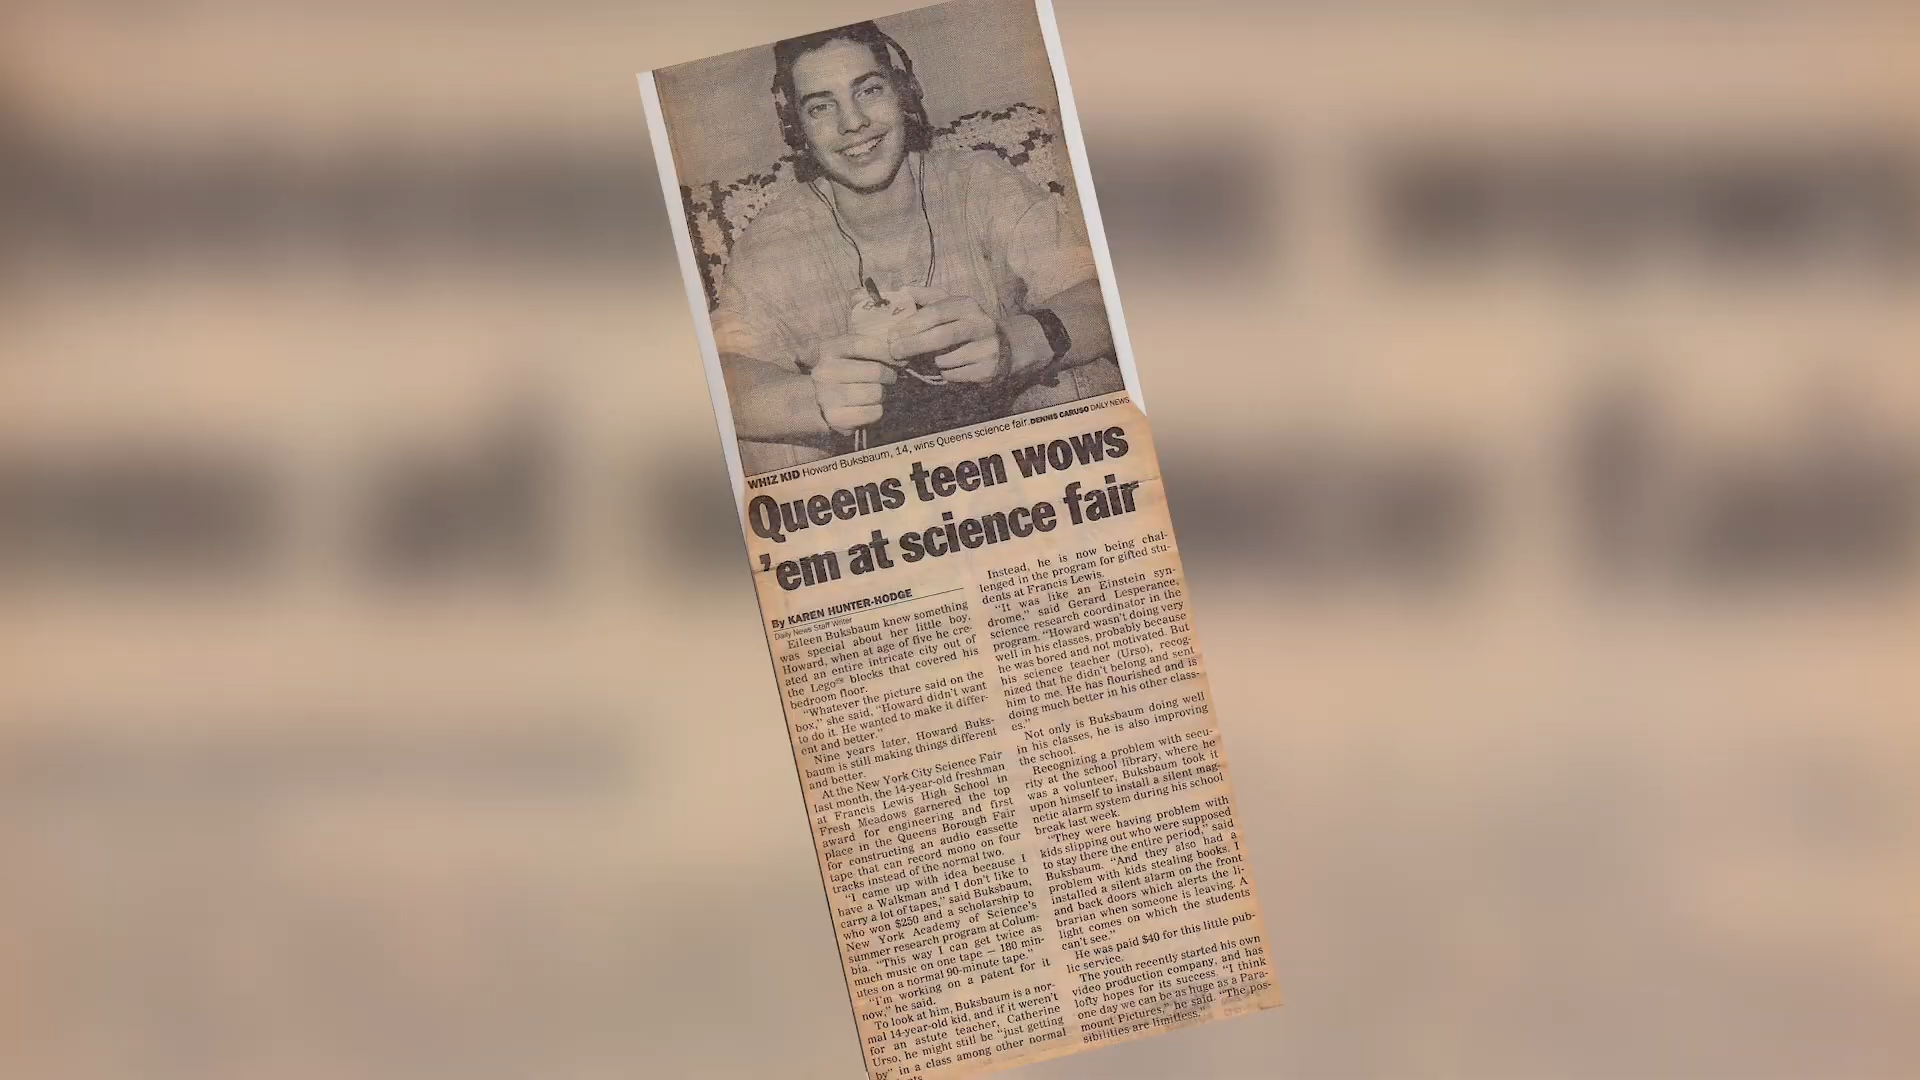 WHIZ KID Howard Buksbaum, 14, wins Queens science fair. DENNIS CARUSO DAILY NEWS
Queens teen wows
'em at science fair
By KAREN HUNTER-HODGE
Daily News Staff Writer
Eileen Buksbaum knew something
was special about her little boy,
Howard, when at age of five he cre-
ated an entire intricate city out of
the Lego blocks that covered his
bedroom floor.
"Whatever the picture said on the
box," she said, "Howard didn't want
to do it. He wanted to make it differ-
ent and better."
Nine years later, Howard Buks-
baum is still making things different
and better.
At the New York City Science Fair
last month, the 14-year-old freshman
at Francis Lewis High School in
Fresh Meadows garnered the top
award for engineering and first
place in the Queens Borough Fair
for constructing an audio cassette
tape that can record mono on four
tracks instead of the normal two.
"I came up with idea because I
have a Walkman and I don't like to
carry a lot of tapes," said Buksbaum,
who won $250 and a scholarship to
New York Academy of Science's
summer research program at Colum-
bia. "This way I can get twice as
much music on one tape — 180 min-
utes on a normal 90-minute tape."
"I'm working on a patent for it
now," he said.
To look at him, Buksbaum is a nor-
mal 14-year-old kid, and if it weren't
for an astute teacher, Catherine
Urso, he might still be "just getting
by" in a class among other normal
Instead, he is now being chal-
lenged in the program for gifted stu-
dents at Francis Lewis.
"It was like an Einstein syn-
drome," said Gerard Lesperance,
science research coordinator in the
program. "Howard wasn't doing very
well in his classes, probably because
he was bored and not motivated. But
his science teacher (Urso), recog-
nized that he didn't belong and sent
him to me. He has flourished and is
doing much better in his other class-
es."
Not only is Buksbaum doing well
in his classes, he is also improving
the school.
Recognizing a problem with secu-
rity at the school library, where he
was a volunteer, Buksbaum took it
upon himself to install a silent mag-
netic alarm system during his school
break last week.
"They were having problem with
kids slipping out who were supposed
to stay there the entire period," said
Buksbaum. "And they also had a
problem with kids stealing books. I
installed a silent alarm on the front
and back doors which alerts the li-
brarian when someone is leaving. A
light comes on which the students
can't see."
He was paid $40 for this little pub-
lic service.
The youth recently started his own
video production company, and has
lofty hopes for its success. "I think
one day we can be as huge as a Para-
mount Pictures," he said. "The pos-
sibilities are limitless."